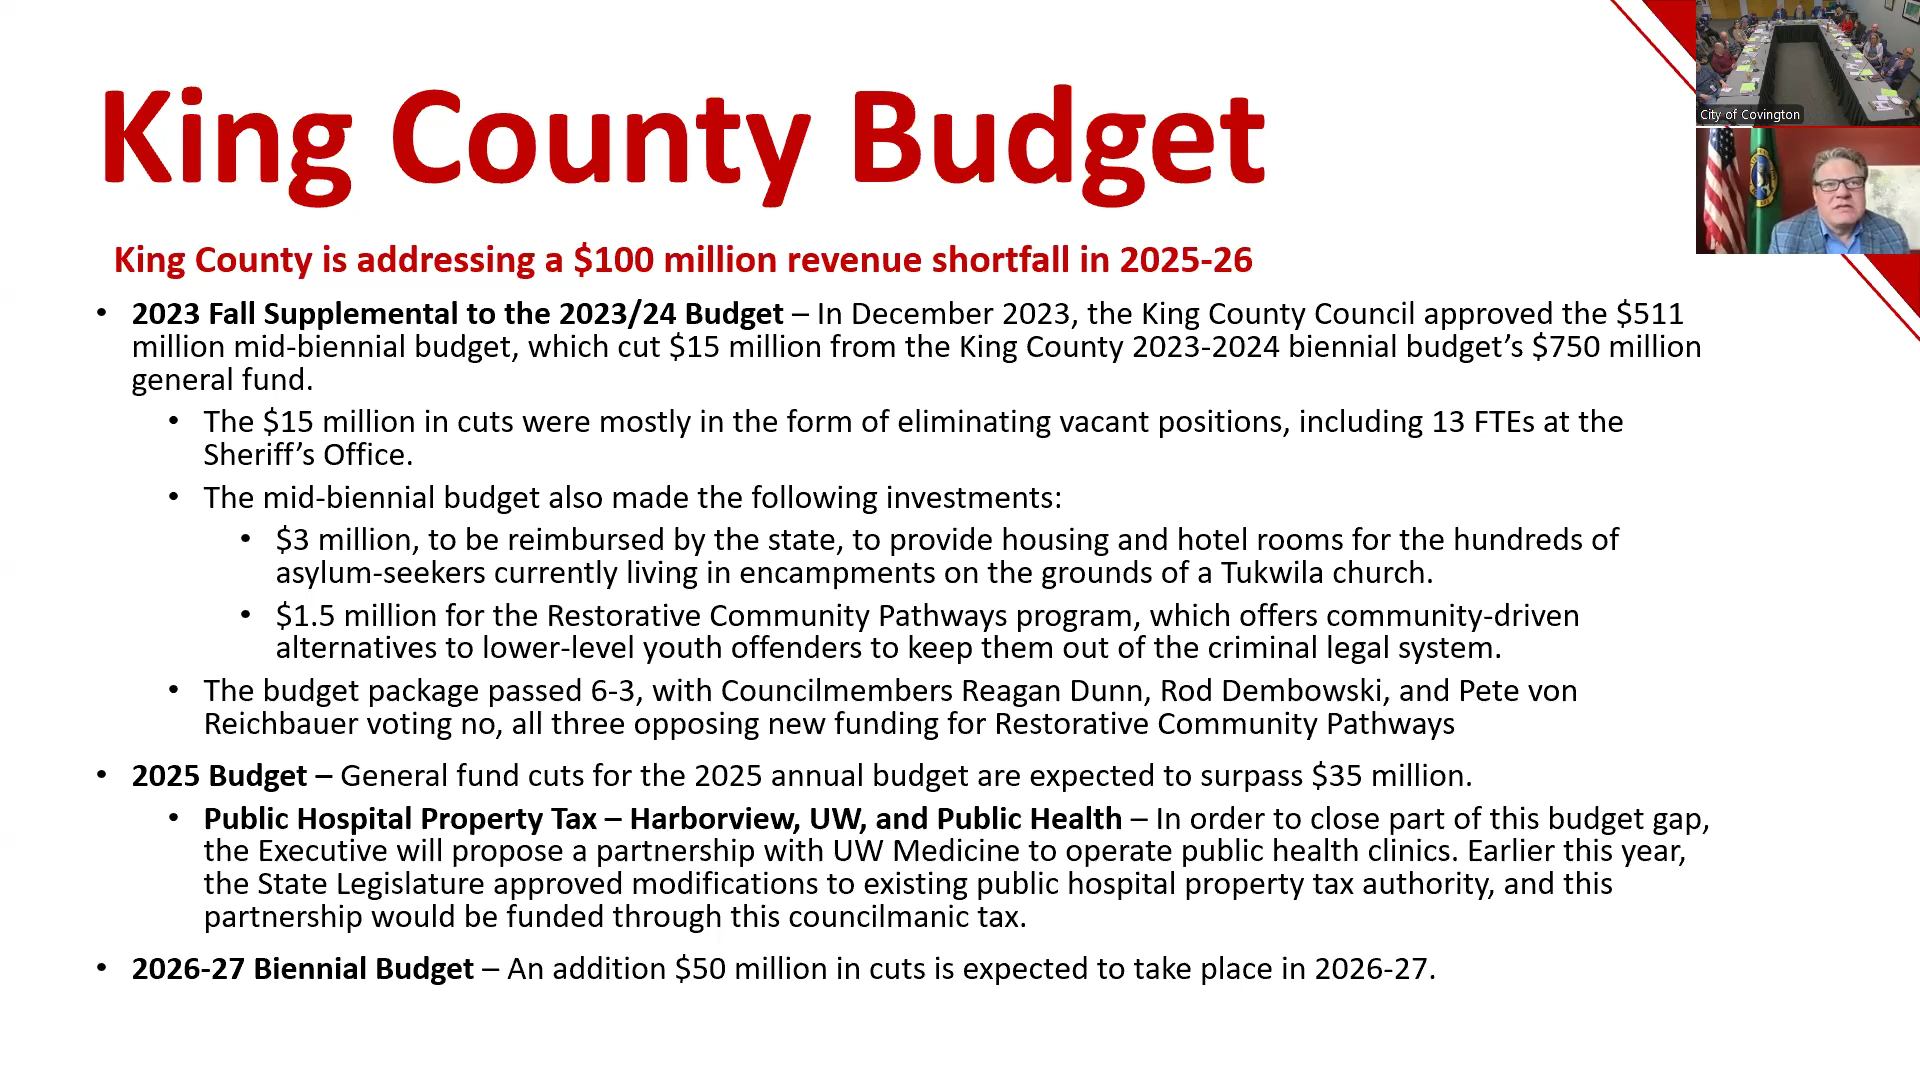 King County Budget
City of Covington
King County is addressing a $100 million revenue shortfall in 2025-26
• 2023 Fall Supplemental to the 2023/24 Budget – In December 2023, the King County Council approved the $511
million mid-biennial budget, which cut $15 million from the King County 2023-2024 biennial budget’s $750 million
general fund.
• The $15 million in cuts were mostly in the form of eliminating vacant positions, including 13 FTEs at the
Sheriff’s Office.
• The mid-biennial budget also made the following investments:
• $3 million, to be reimbursed by the state, to provide housing and hotel rooms for the hundreds of
asylum-seekers currently living in encampments on the grounds of a Tukwila church.
• $1.5 million for the Restorative Community Pathways program, which offers community-driven
alternatives to lower-level youth offenders to keep them out of the criminal legal system.
• The budget package passed 6-3, with Councilmembers Reagan Dunn, Rod Dembowski, and Pete von
Reichbauer voting no, all three opposing new funding for Restorative Community Pathways
• 2025 Budget – General fund cuts for the 2025 annual budget are expected to surpass $35 million.
• Public Hospital Property Tax – Harborview, UW, and Public Health – In order to close part of this budget gap,
the Executive will propose a partnership with UW Medicine to operate public health clinics. Earlier this year,
the State Legislature approved modifications to existing public hospital property tax authority, and this
partnership would be funded through this councilmanic tax.
• 2026-27 Biennial Budget – An addition $50 million in cuts is expected to take place in 2026-27.